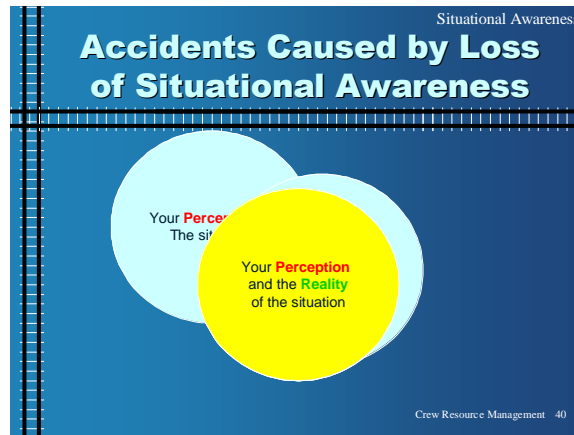 Situational Awarenes
Accidents Caused by Loss
of Situational Awareness
Your Percep
The sit
Your Perception
and the Reality
of the situation
Crew Resource Management 40